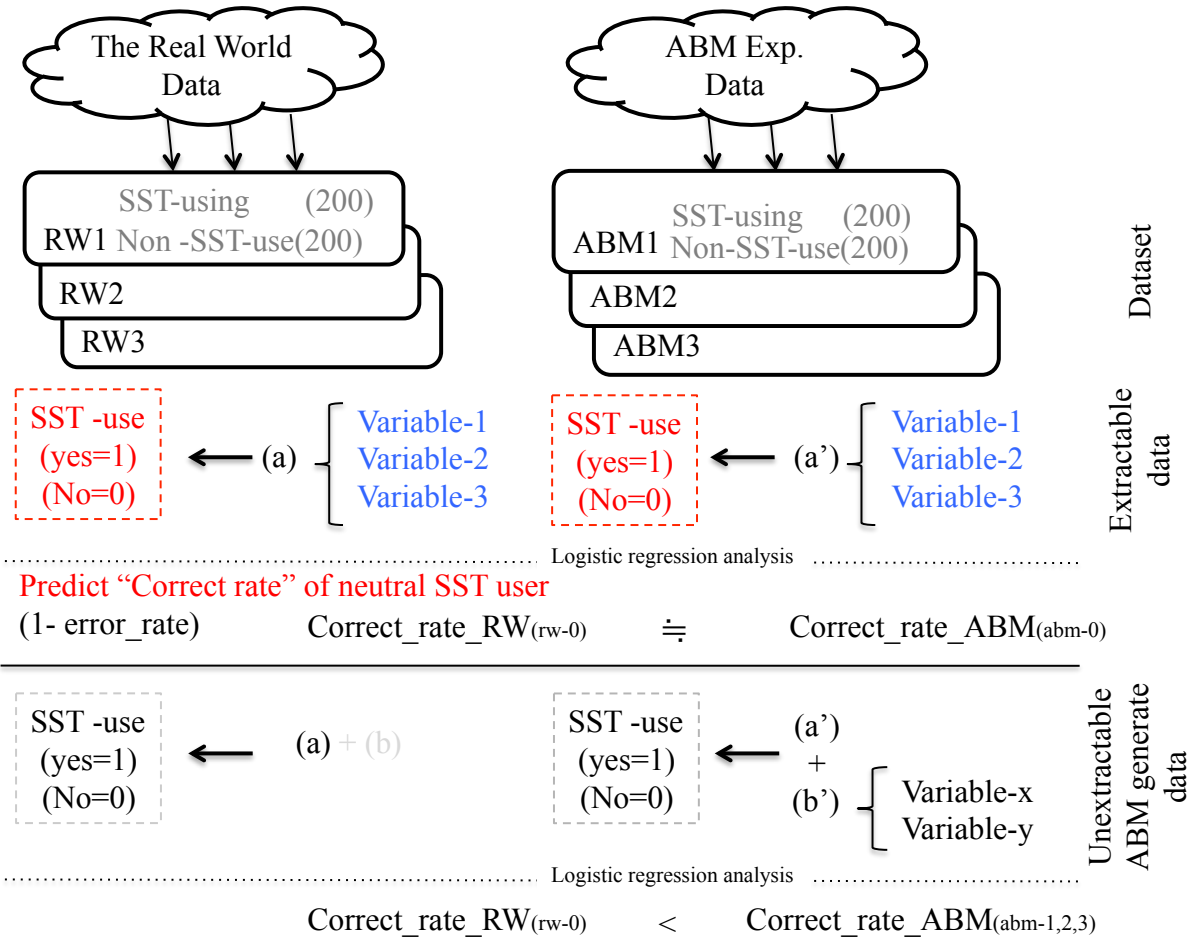 The Real World
Data
ABM Exp.
Data
SST-using (200)
RW1 Non -SST-use(200)
RW2
RW3
SST-using (200)
ABM1 Non-SST-use(200)
ABM2
ABM3
Dataset
SST -use
(yes=1)
(No=0)
(a)
Variable-1
Variable-2
Variable-3
SST -use
(yes=1)
(No=0)
(a’)
Variable-1
Variable-2
Variable-3
Extractable
data
Logistic regression analysis
Predict “Correct rate” of neutral SST user
(1- error_rate) Correct_rate_RW(rw-0) ≒ Correct_rate_ABM(abm-0)
SST -use
(yes=1)
(No=0)
(a) + (b)
SST -use
(yes=1)
(No=0)
(a’)
+
(b’)
Variable-x
Variable-y
Unextractable
ABM generate
data
Logistic regression analysis
Correct_rate_RW(rw-0) < Correct_rate_ABM(abm-1,2,3)